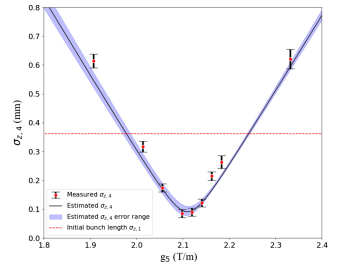 0.8
0.7
0.6
0.5
0.4
0.3
0.2
0.1
0.0
σz, 4 (mm)
Measured σz, 4
Estimated σz, 4
Estimated σz, 4 error range
Initial bunch length σz, 1
1.8 1.9 2.0 2.1 2.2 2.3 2.4
g5 (T/m)